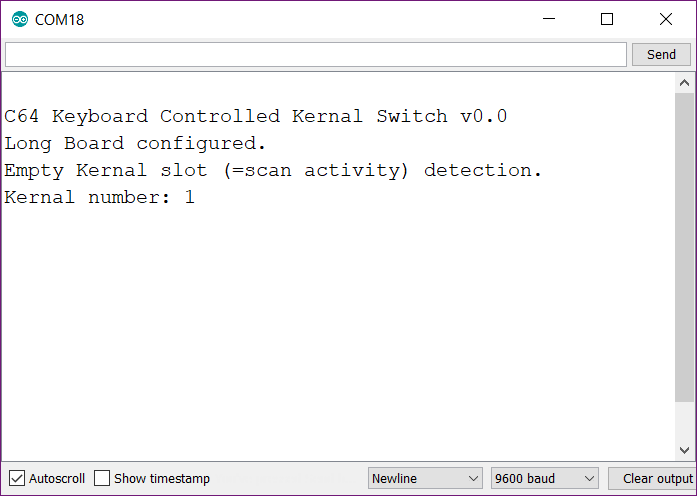 COM18
Send
C64 Keyboard Controlled Kernal Switch v0.0
Long Board configured.
Empty Kernal slot (=scan activity) detection.
Kernal number: 1
Autoscroll Show timestamp Newline 9600 baud Clear output